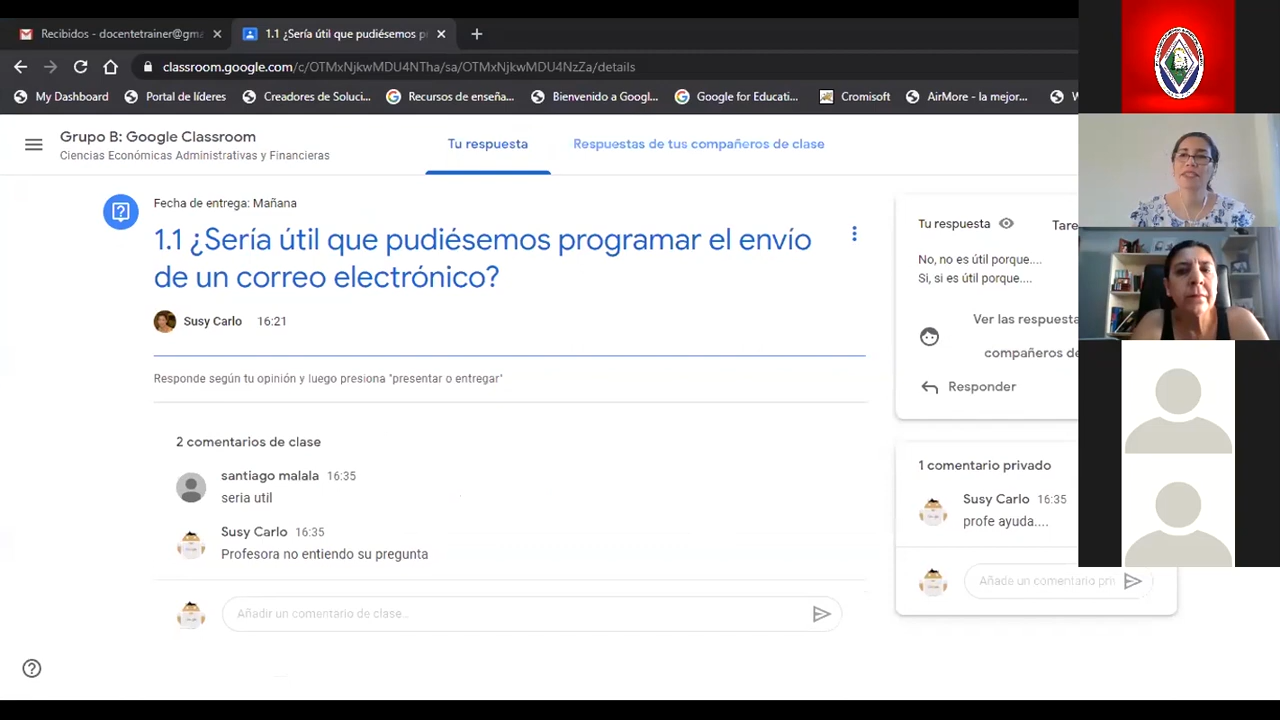 Recibidos - docentetrainer@gma
1.1 ¿Sería útil que pudiésemos pr
classroom.google.com/c/OTMxNjkwMDU4NTha/sa/OTMxNjkwMDU4NzZa/details
My Dashboard
Portal de líderes
Creadores de Soluci...
Recursos de enseña...
Bienvenido a Googl...
Google for Educati...
Cromisoft
AirMore - la mejor...
Grupo B: Google Classroom
Ciencias Económicas Administrativas y Financieras
Tu respuesta
Respuestas de tus compañeros de clase
Fecha de entrega: Mañana
1.1 ¿Sería útil que pudiésemos programar el envío
de un correo electrónico?
Susy Carlo 16:21
Responde según tu opinión y luego presiona "presentar o entregar"
2 comentarios de clase
santiago malala 16:35
seria util
Susy Carlo 16:35
Profesora no entiendo su pregunta
Añadir un comentario de clase...
Tu respuesta
Tare
No, no es útil porque....
Si, si es útil porque....
Ver las respuesta
compañeros de
Responder
1 comentario privado
Susy Carlo 16:35
profe ayuda....
Añade un comentario pri